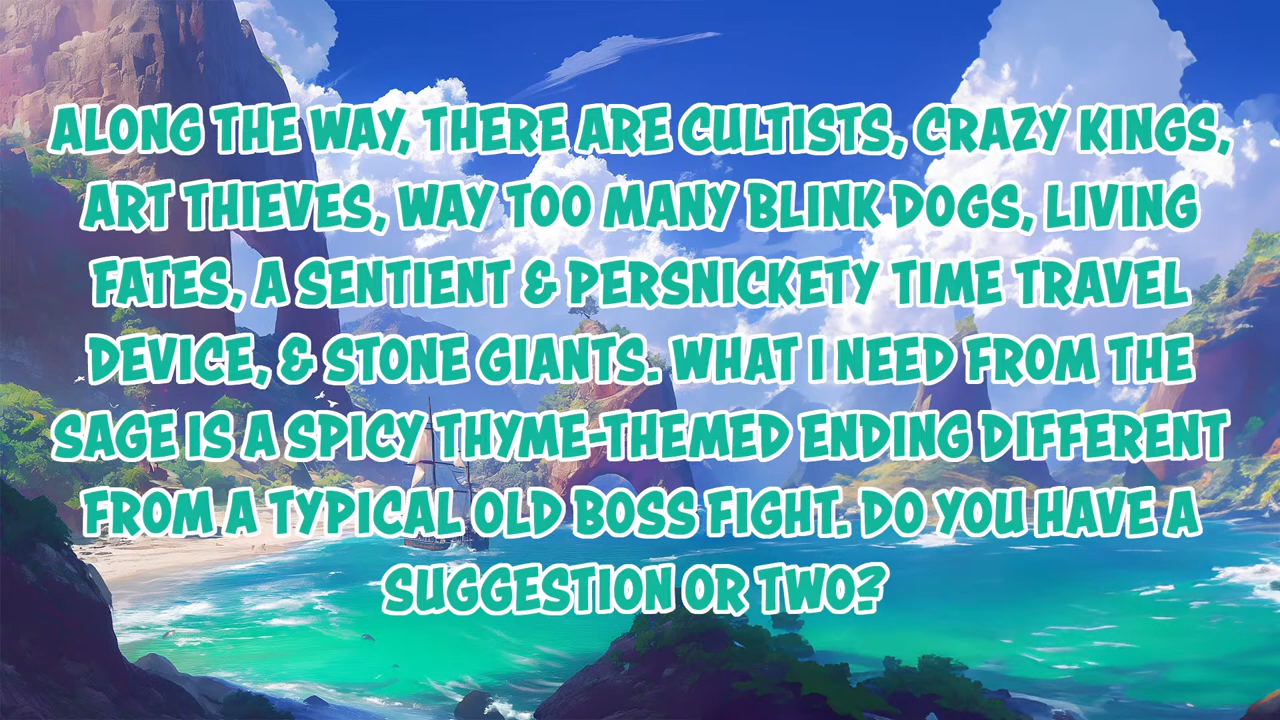 ALONG THE WAY, THERE ARE CULTISTS, CRAZY KINGS,
ART THIEVES, WAY TOO MANY BLINK DOGS, LIVING
FATES, A SENTIENT & PERSNICKETY TIME TRAVEL
DEVICE, & STONE GIANTS. WHAT I NEED FROM THE
SAGE IS A SPICY THYME-THEMED ENDING DIFFERENT
FROM A TYPICAL OLD BOSS FIGHT. DO YOU HAVE A
SUGGESTION OR TWO?